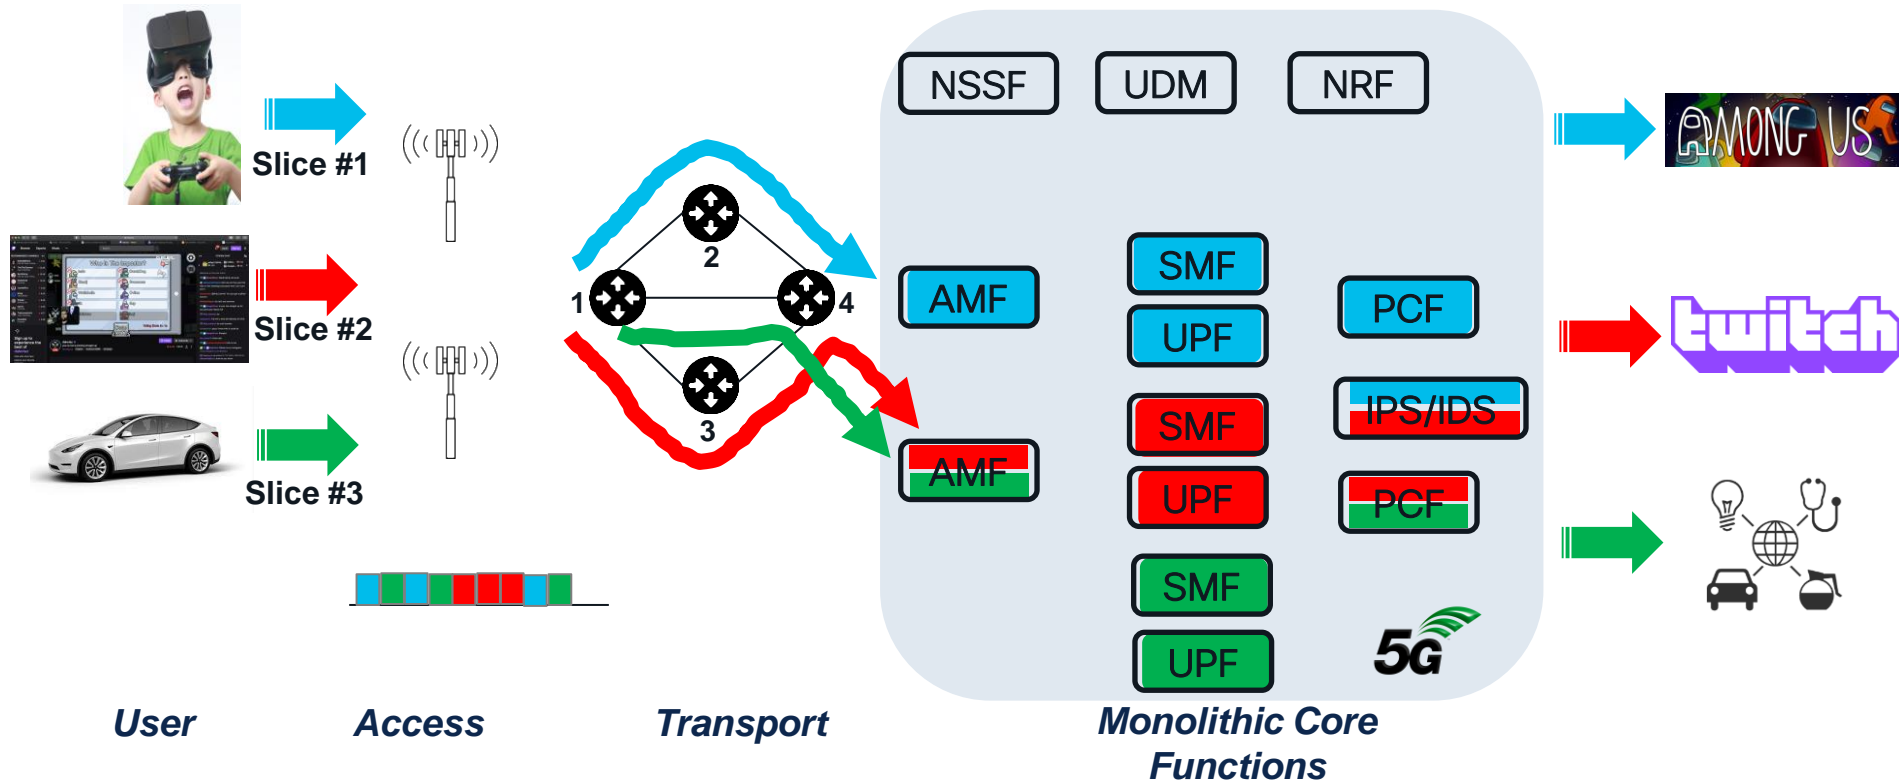 NSSF
UDM
NRF
AMONG US
Slice #1
2
SMF
AMF
1
4
PCF
Slice #2
UPF
twitch
IPS/IDS
SMF
3
AMF
Slice #3
UPF
PCF
SMF
5G
UPF
User
Access
Transport
Monolithic Core
Functions